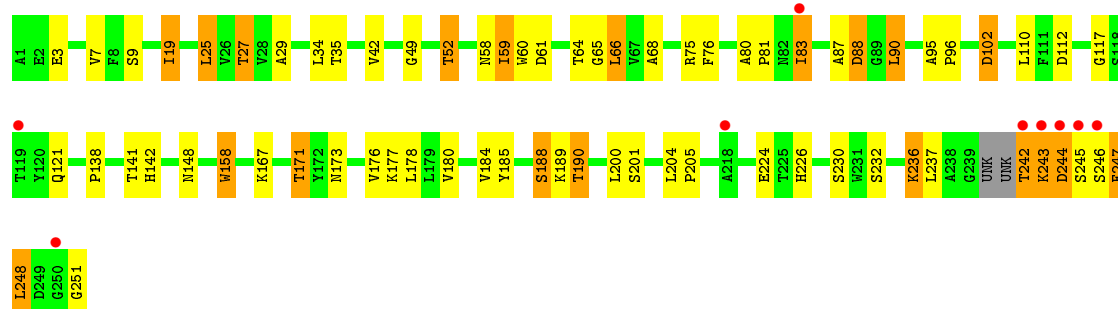 A1 E2 E3 V7 F8 S9 I19 L25 V26 T27 V28 A29 L34 T35 V42 G49 T52 N58 I59 W60 D61 T64 G65 L66 V67 A68 R75 F76 A80 P81 N82 I83 A87 D88 G89 L90 A95 P96 D102 L110 F111 D112 G117 S118
T119 Y120 Q121 P138 T141 H142 N148 W158 K167 T171 Y172 N173 V176 K177 L178 L179 V180 V184 Y185 S188 K189 T190 L200 S201 L204 P205 A218 E224 T225 H226 S230 W231 S232 K236 L237 A238 G239 UNK UNK T242 K243 D244 S245 S246
L248 D249 G250 G251